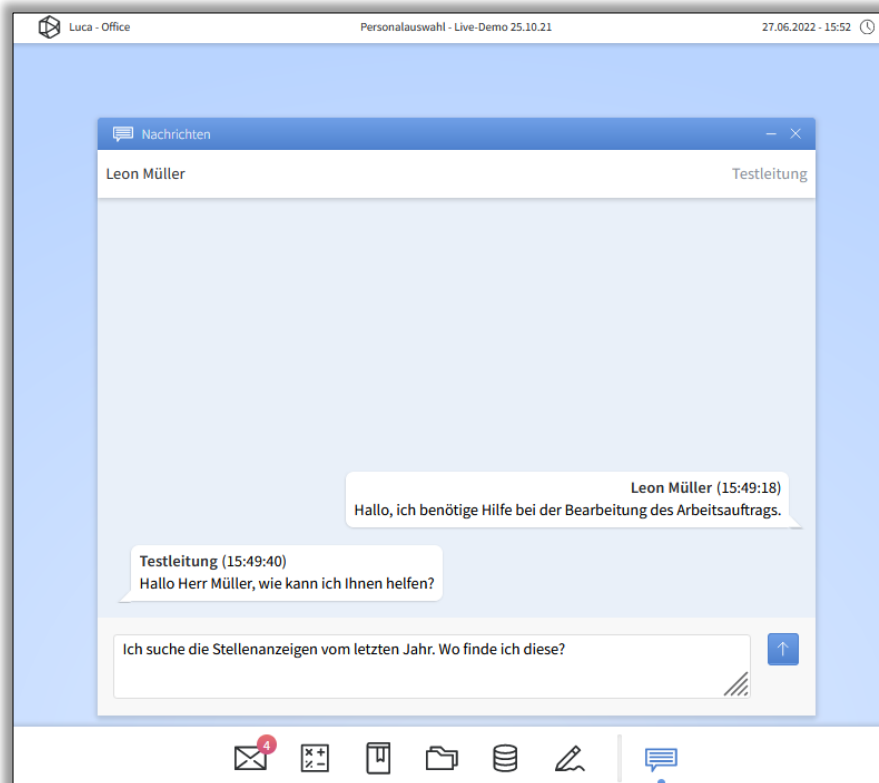 Luca - Office
Personalauswahl - Live-Demo 25.10.21
27.06.2022 - 15:52
Nachrichten
Leon Müller
Testleitung
Leon Müller (15:49:18)
Hallo, ich benötige Hilfe bei der Bearbeitung des Arbeitsauftrags.
Testleitung (15:49:40)
Hallo Herr Müller, wie kann ich Ihnen helfen?
Ich suche die Stellenanzeigen vom letzten Jahr. Wo finde ich diese?
4